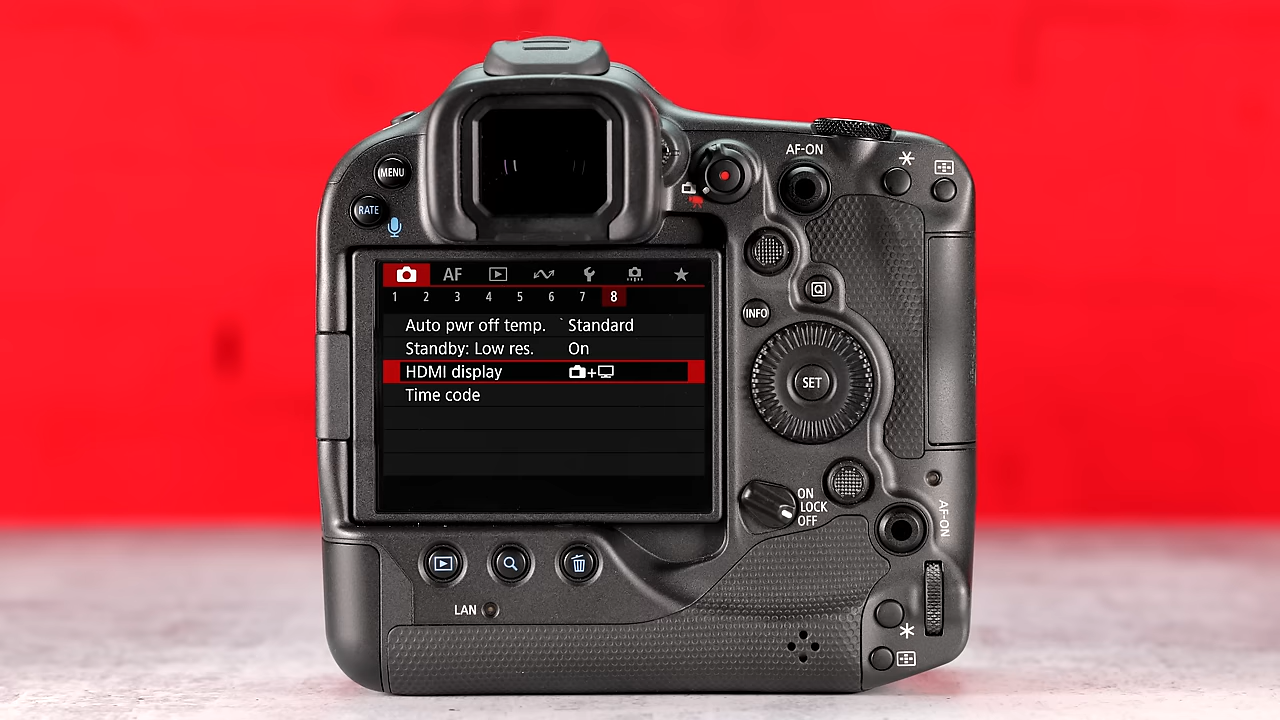 MENU
RATE
AF-ON
Q
INFO
AF
1 2 3 4 5 6 7 8
Auto pwr off temp. Standard
Standby: Low res. On
HDMI display +
Time code
SET
ON
LOCK
OFF
AF-ON
LAN